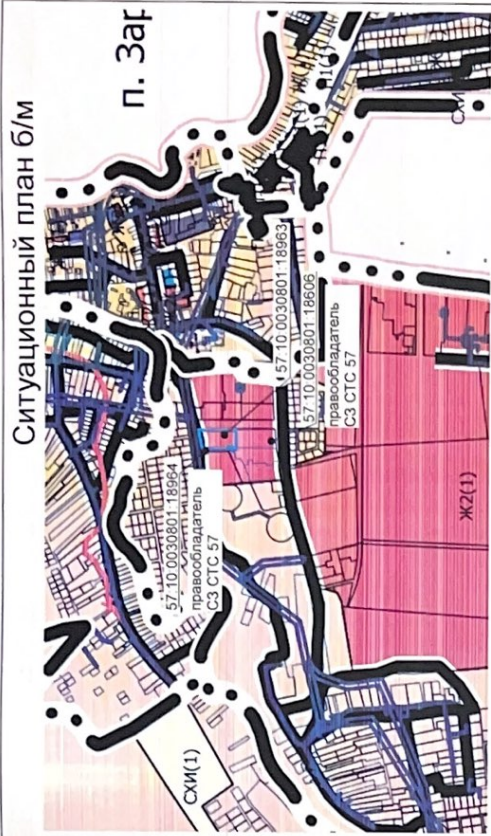 Ситуационный план б/м
п. Зар
57:10:0030801:18964
правообладатель
СЗ СТС 57
57:10:0030801:18963
57:10:0030801:18606
правообладатель
СЗ СТС 57
СХИ(1)
Ж2(1)